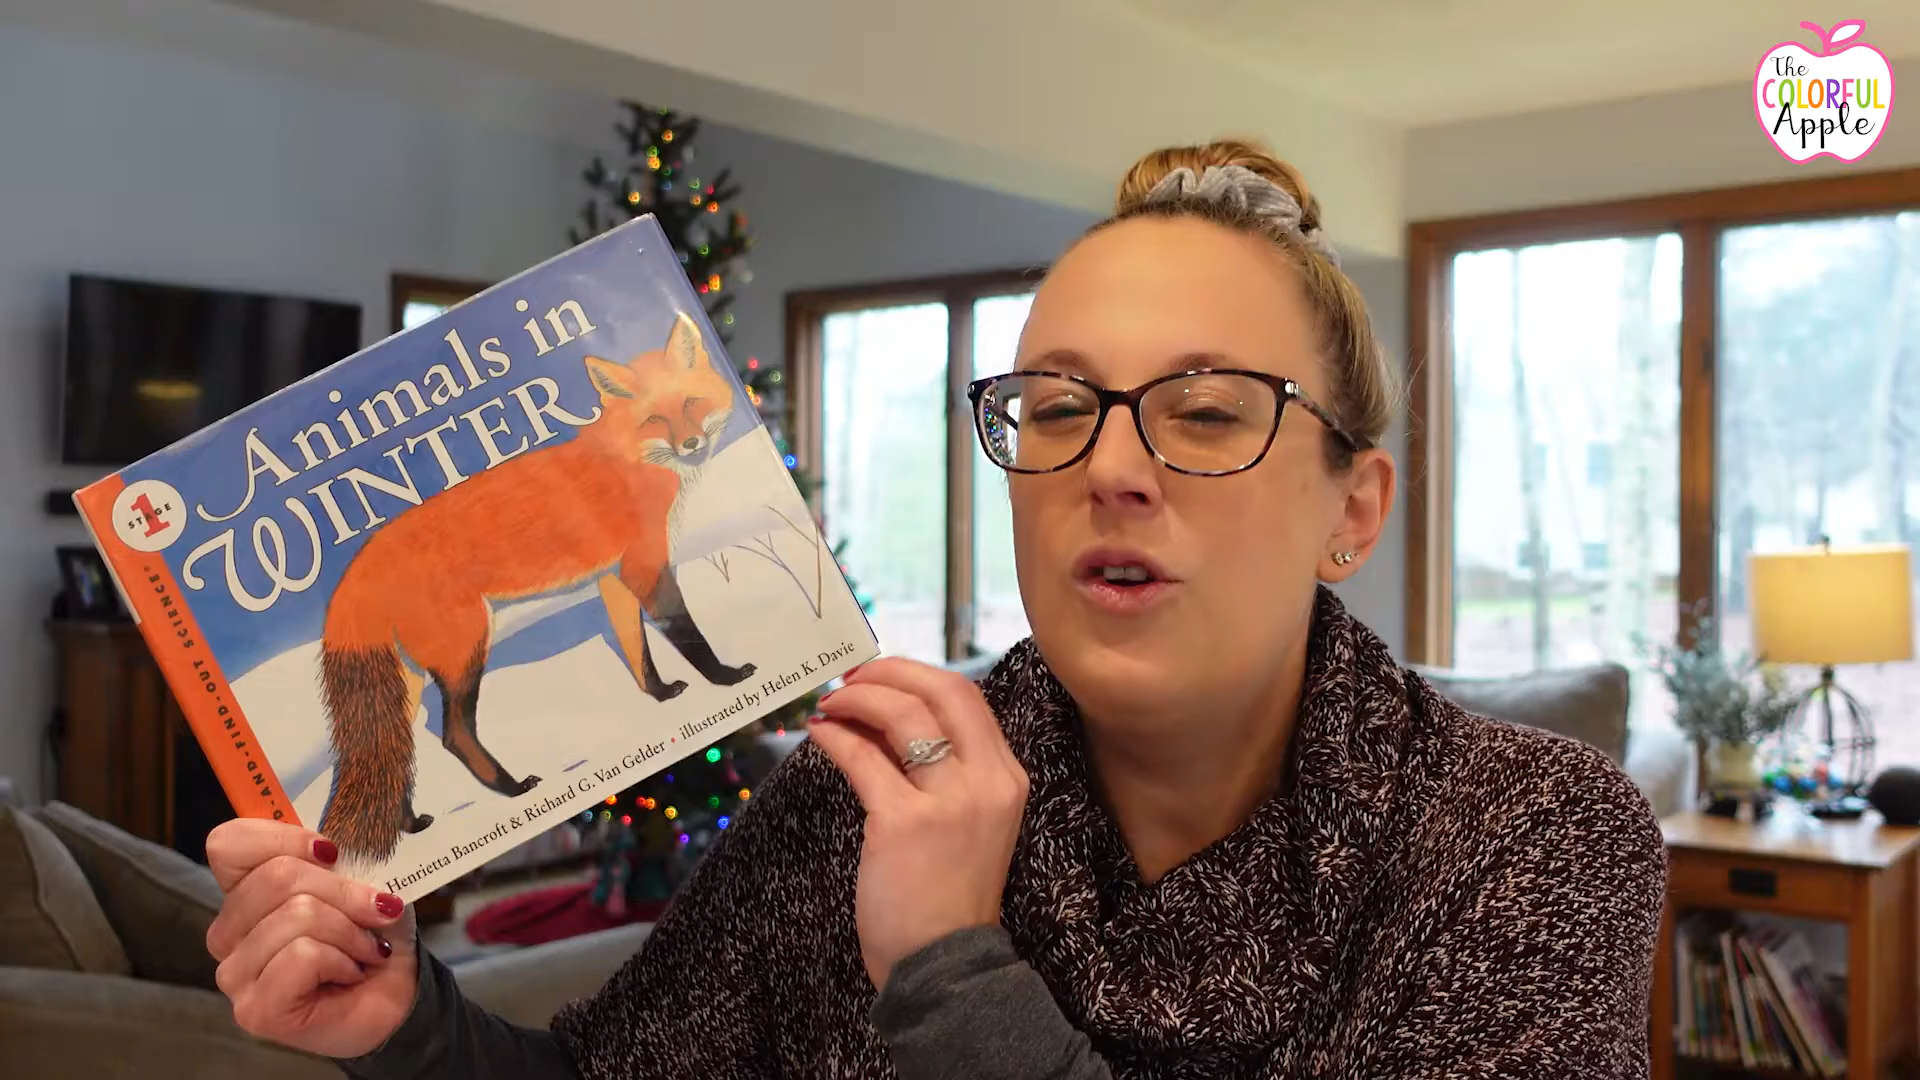 The
COLORFUL
Apple
Animals in
WINTER
STAGE
1
D-AND-FIND-OUT SCIENCE
Henrietta Bancroft & Richard G. Van Gelder • illustrated by Helen K. Davie